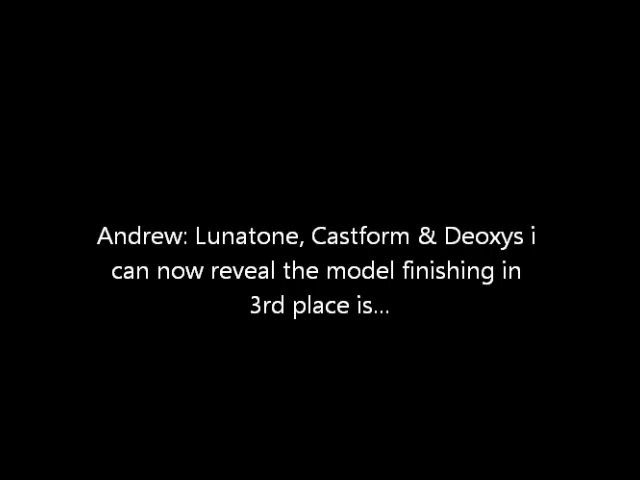 Andrew: Lunatone, Castform & Deoxys i
can now reveal the model finishing in
3rd place is...